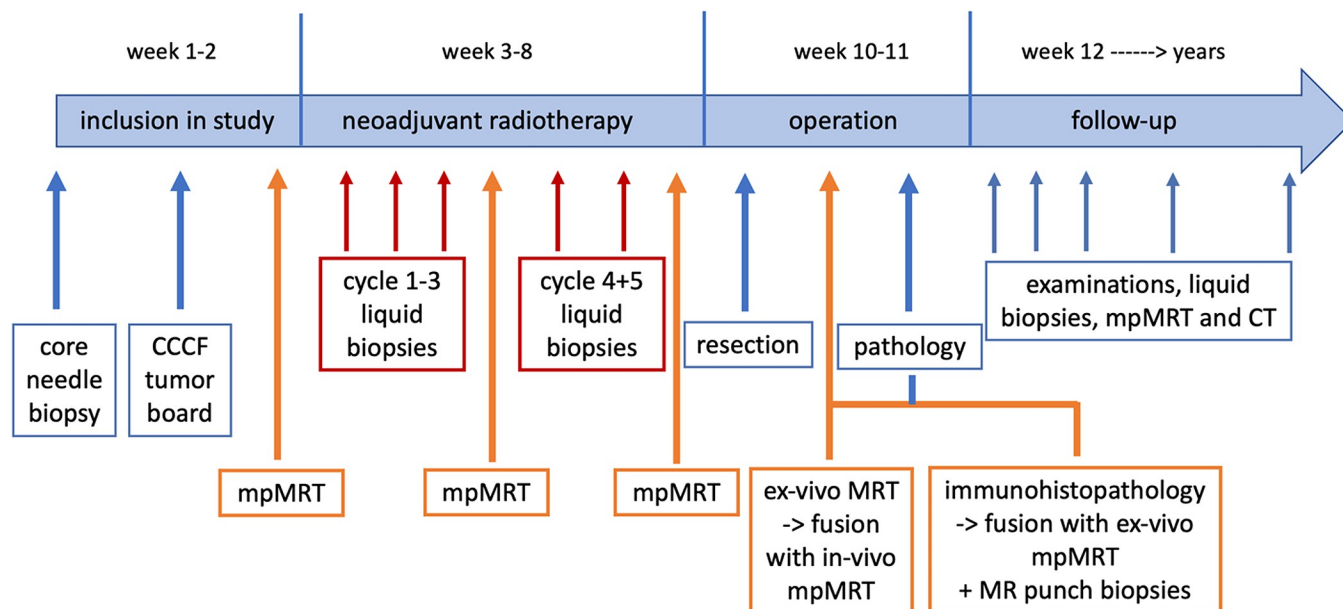 week 1-2
week 3-8
week 10-11
week 12 ------> years
inclusion in study
neoadjuvant radiotherapy
operation
follow-up
core
needle
biopsy
CCCF
tumor
board
cycle 1-3
liquid
biopsies
cycle 4+5
liquid
biopsies
resection
pathology
examinations, liquid
biopsies, mpMRT and CT
mpMRT
mpMRT
mpMRT
ex-vivo MRT
-> fusion
with in-vivo
mpMRT
immunohistopathology
-> fusion with ex-vivo
mpMRT
+ MR punch biopsies